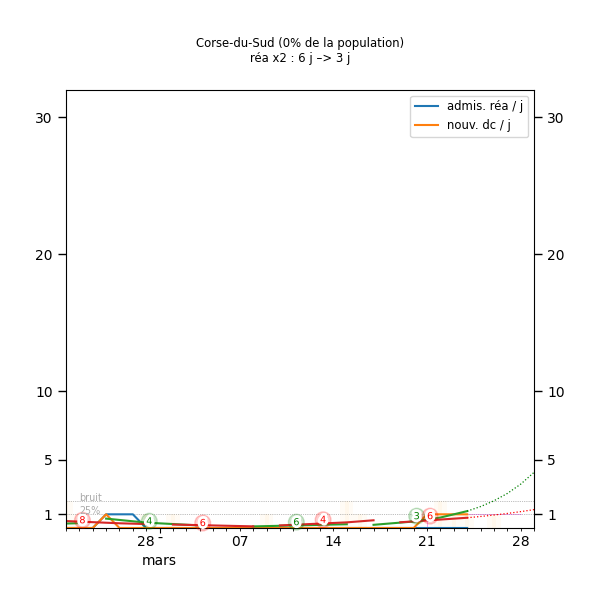 Corse-du-Sud (0% de la population)
réa x2 : 6 j –> 3 j
admis. réa / j
nouv. dc / j
30 30
20 20
10 10
5 5
bruit
25%
1 1
8 4 6 6 4 3 6
28 - 07 14 21 28
mars